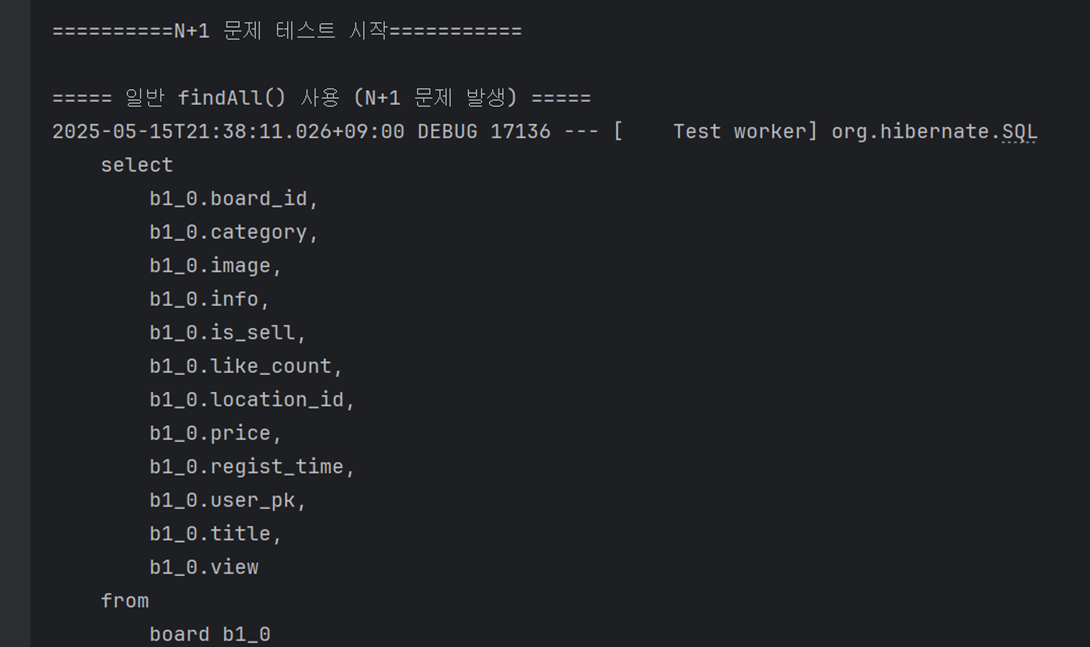 ==========N+1 문제 테스트 시작===========
===== 일반 findAll() 사용 (N+1 문제 발생) =====
2025-05-15T21:38:11.026+09:00 DEBUG 17136 --- [    Test worker] org.hibernate.SQL
    select
        b1_0.board_id,
        b1_0.category,
        b1_0.image,
        b1_0.info,
        b1_0.is_sell,
        b1_0.like_count,
        b1_0.location_id,
        b1_0.price,
        b1_0.regist_time,
        b1_0.user_pk,
        b1_0.title,
        b1_0.view
    from
        board b1_0